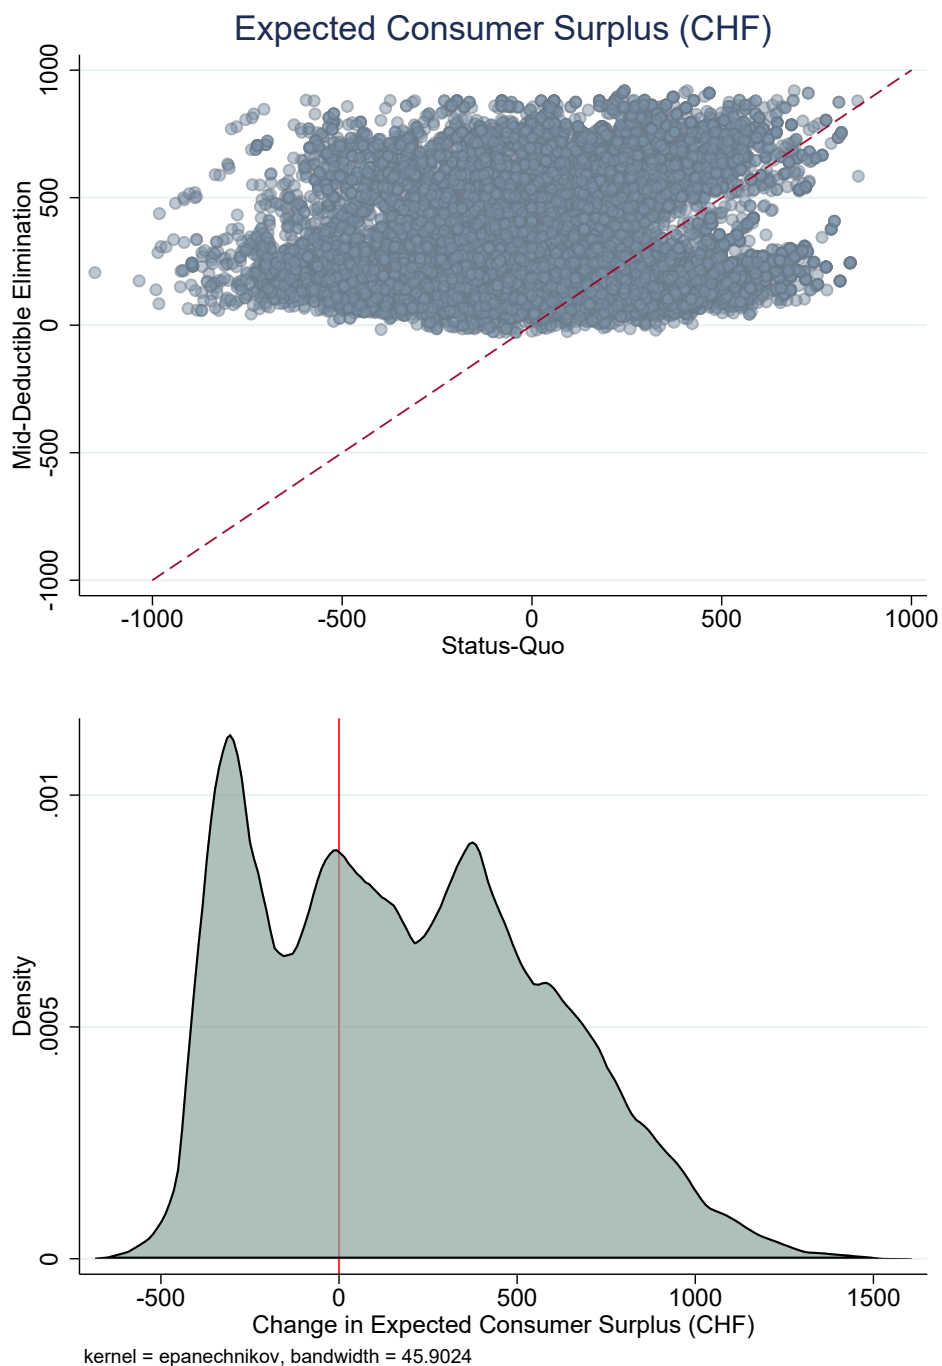 Expected Consumer Surplus (CHF)
Mid-Deductible Elimination
1000
500
0
-500
-1000
-1000 -500 0 500 1000
Status-Quo
Density
.001
.0005
0
-500 0 500 1000 1500
Change in Expected Consumer Surplus (CHF)
kernel = epanechnikov, bandwidth = 45.9024